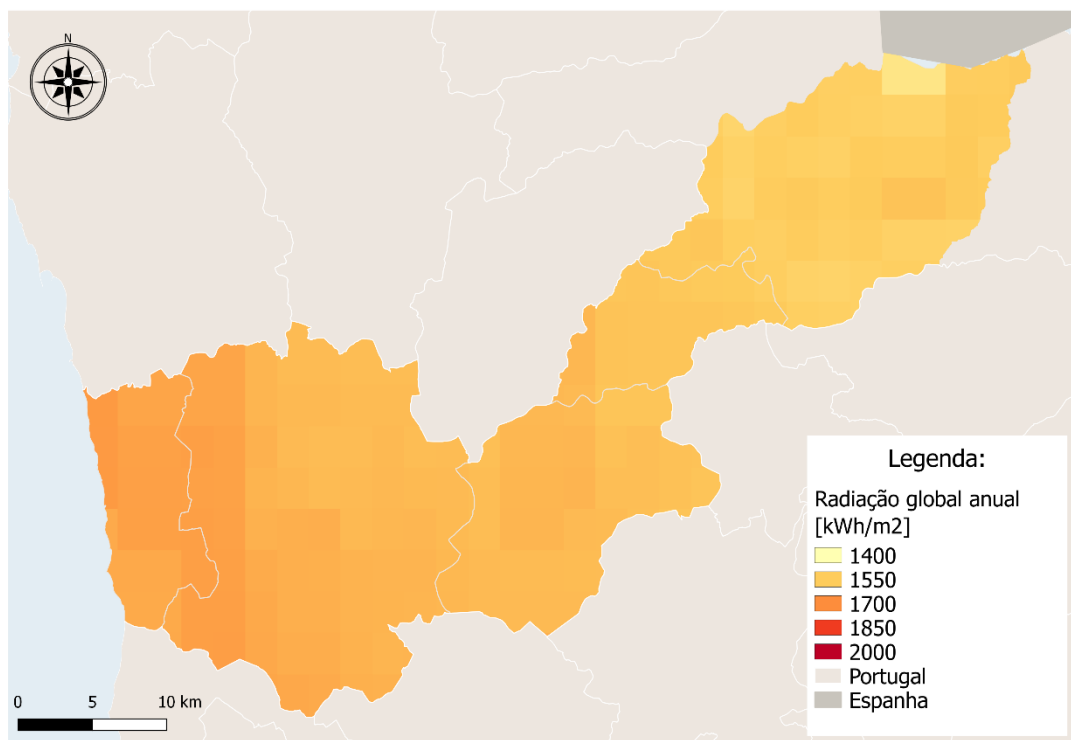 N
Legenda:
Radiação global anual
[kWh/m2]
1400
1550
1700
1850
2000
Portugal
Espanha
0 5 10 km